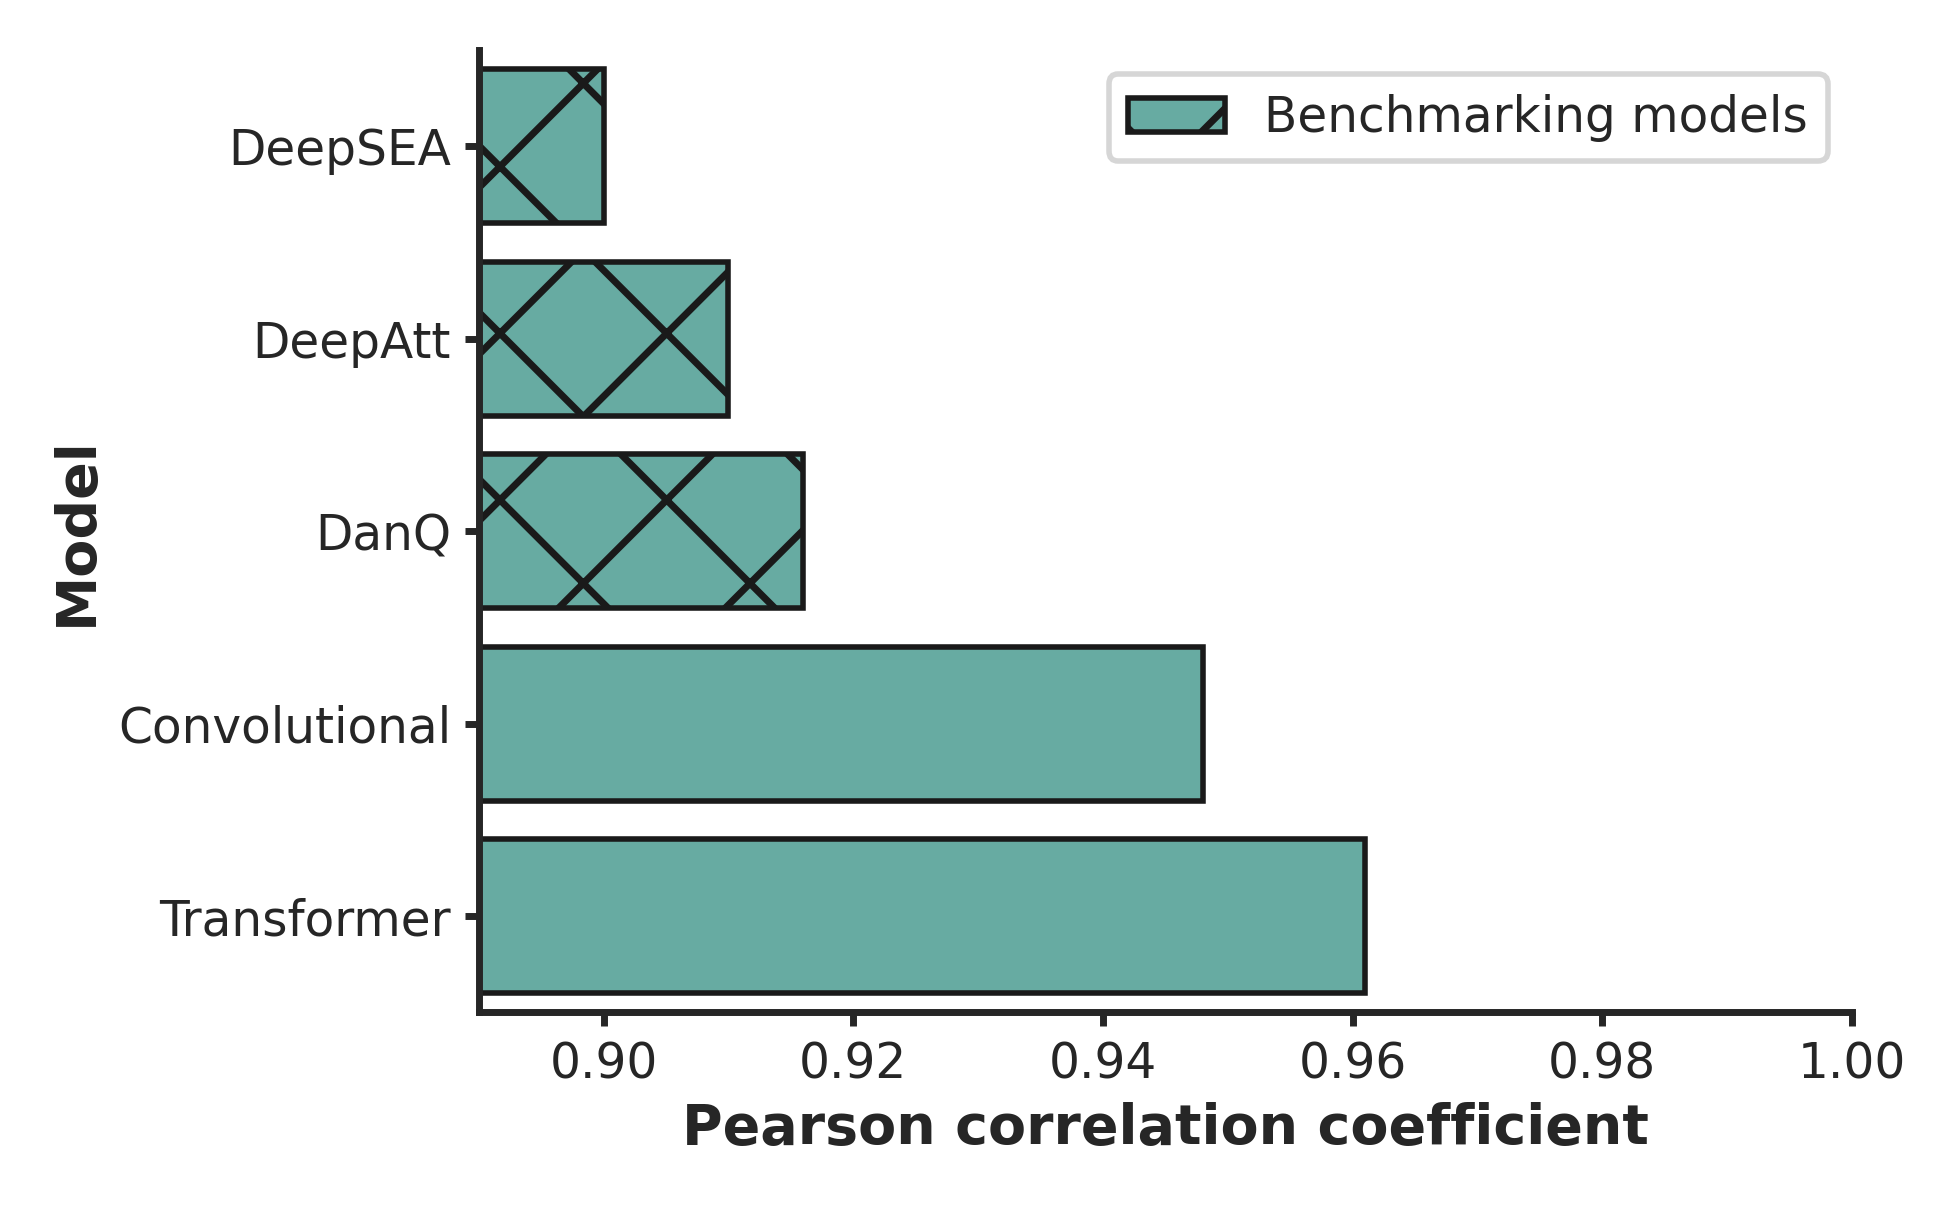 Benchmarking models
DeepSEA
DeepAtt
DanQ
Convolutional
Transformer
Model
0.90 0.92 0.94 0.96 0.98 1.00
Pearson correlation coefficient